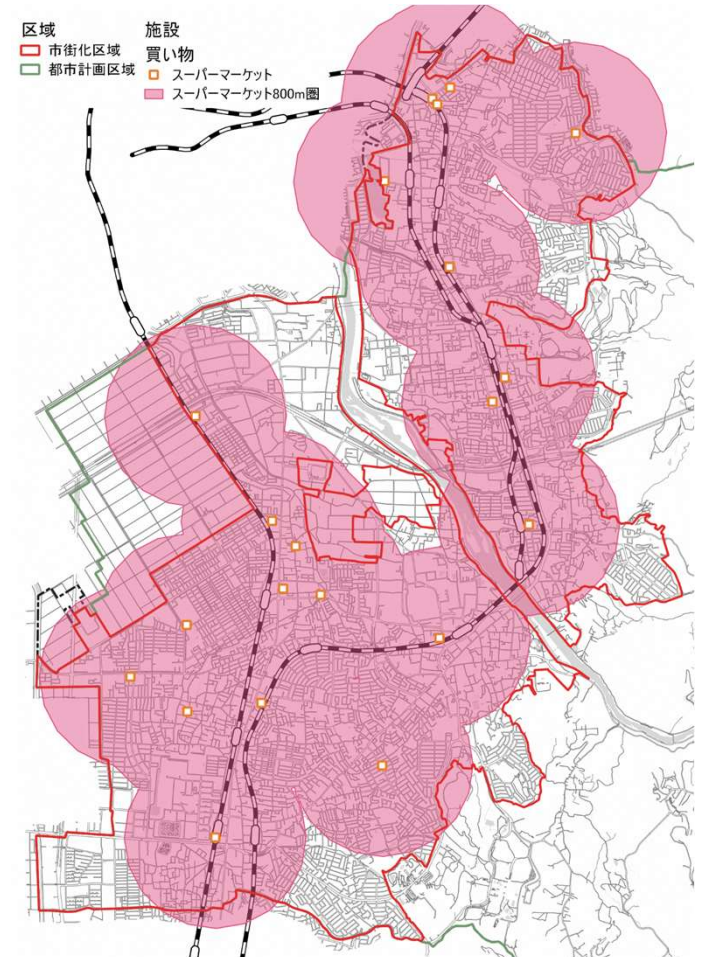 区域
市街化区域
都市計画区域
施設
買い物
スーパーマーケット
スーパーマーケット800m圏